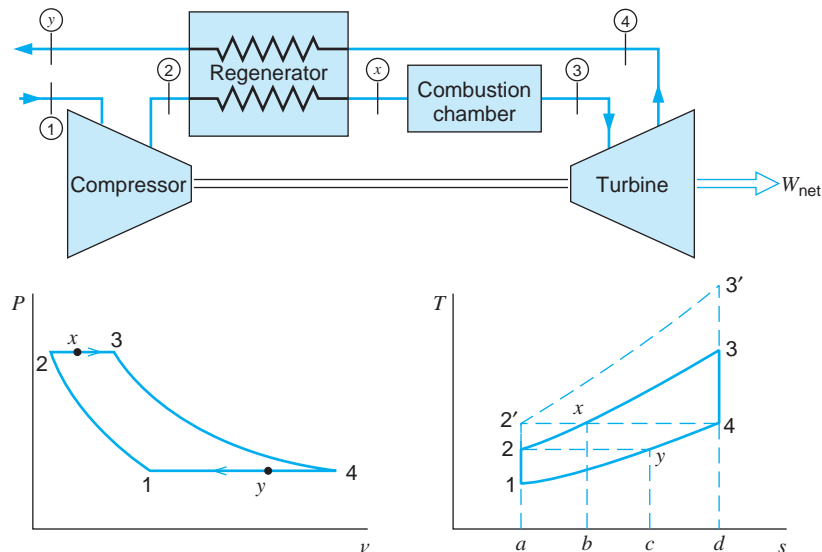 y
4
2
x
3
Regenerator
Combustion
chamber
1
Compressor
Turbine
Wnet
P
x
3
2
1
y
4
v
T
3′
3
2′
x
2
4
y
1
a
b
c
d
s